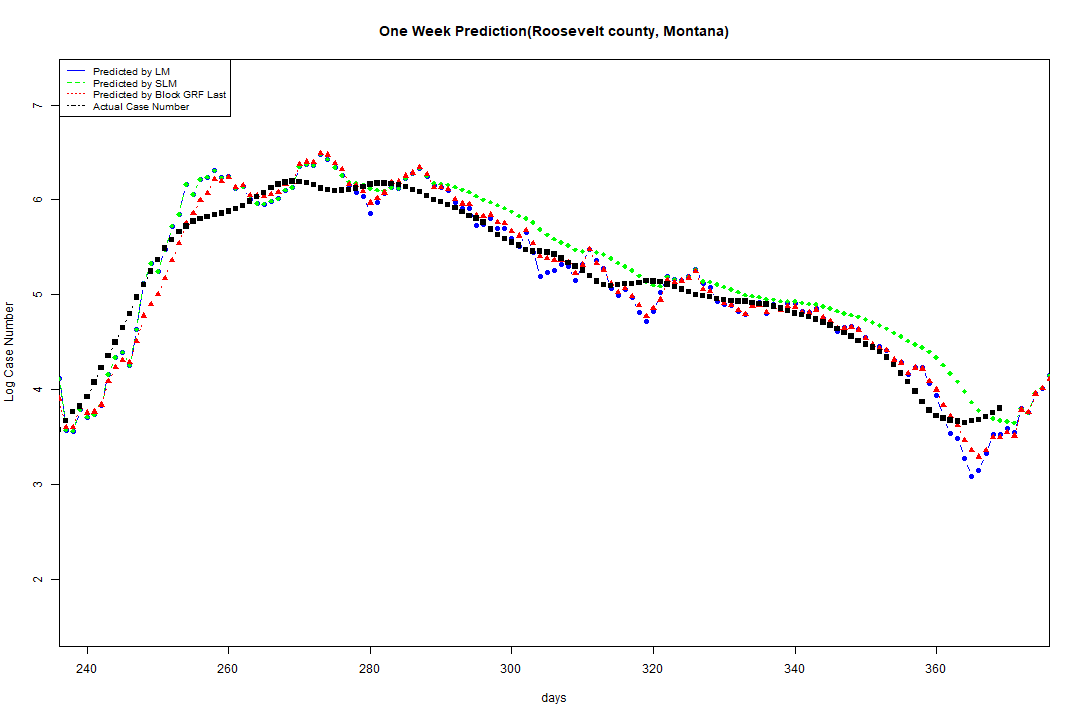 One Week Prediction(Roosevelt county, Montana)
Predicted by LM
Predicted by SLM
Predicted by Block GRF Last
Actual Case Number
7
6
5
4
3
2
Log Case Number
240 260 280 300 320 340 360
days